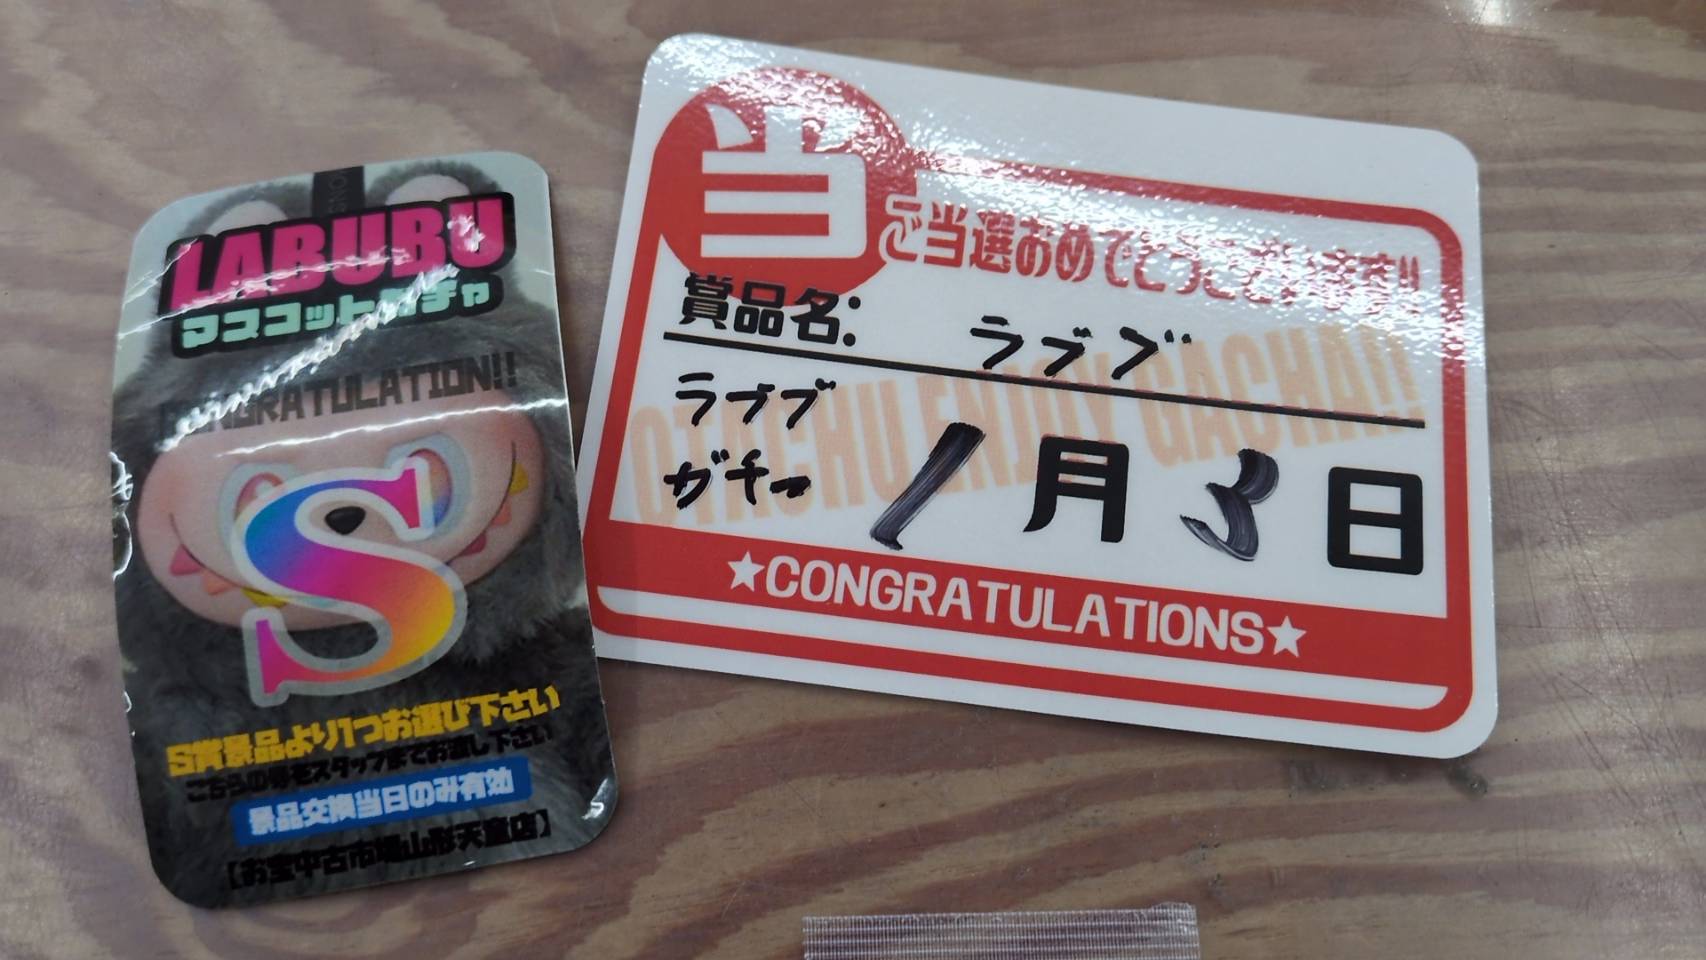 LABUBU
マスコットガチャ
CONGRATULATION!!
S
S賞景品より1つお選び下さい
こちらの券をスタッフまでお渡し下さい
景品交換当日のみ有効
【お宝中古市場山形天童店】
当
ご当選おめでとうございます!!
賞品名: ラブブ
OTACHU ENJOY GACHA!!
ラブブ
ガチャ
1月3日
★CONGRATULATIONS★